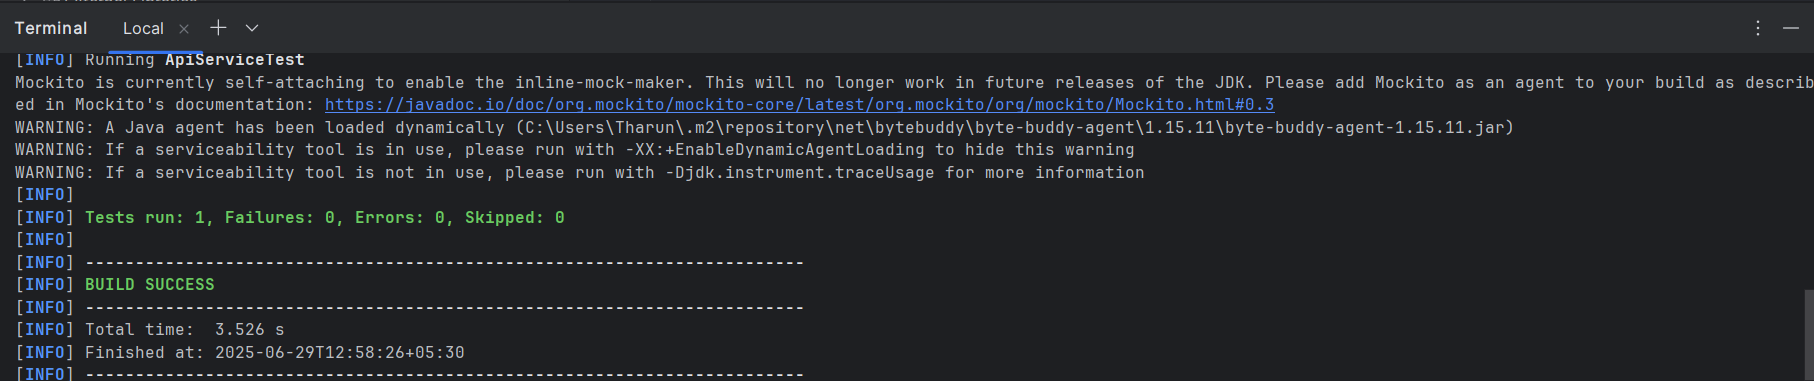 Terminal Local
[INFO] Running ApiServiceTest
Mockito is currently self-attaching to enable the inline-mock-maker. This will no longer work in future releases of the JDK. Please add Mockito as an agent to your build as describ
ed in Mockito's documentation: https://javadoc.io/doc/org.mockito/mockito-core/latest/org.mockito/org/mockito/Mockito.html#0.3
WARNING: A Java agent has been loaded dynamically (C:\Users\Tharun\.m2\repository\net\bytebuddy\byte-buddy-agent\1.15.11\byte-buddy-agent-1.15.11.jar)
WARNING: If a serviceability tool is in use, please run with -XX:+EnableDynamicAgentLoading to hide this warning
WARNING: If a serviceability tool is not in use, please run with -Djdk.instrument.traceUsage for more information
[INFO]
[INFO] Tests run: 1, Failures: 0, Errors: 0, Skipped: 0
[INFO]
[INFO] ------------------------------------------------------------------------
[INFO] BUILD SUCCESS
[INFO] ------------------------------------------------------------------------
[INFO] Total time:  3.526 s
[INFO] Finished at: 2025-06-29T12:58:26+05:30
[INFO] ------------------------------------------------------------------------